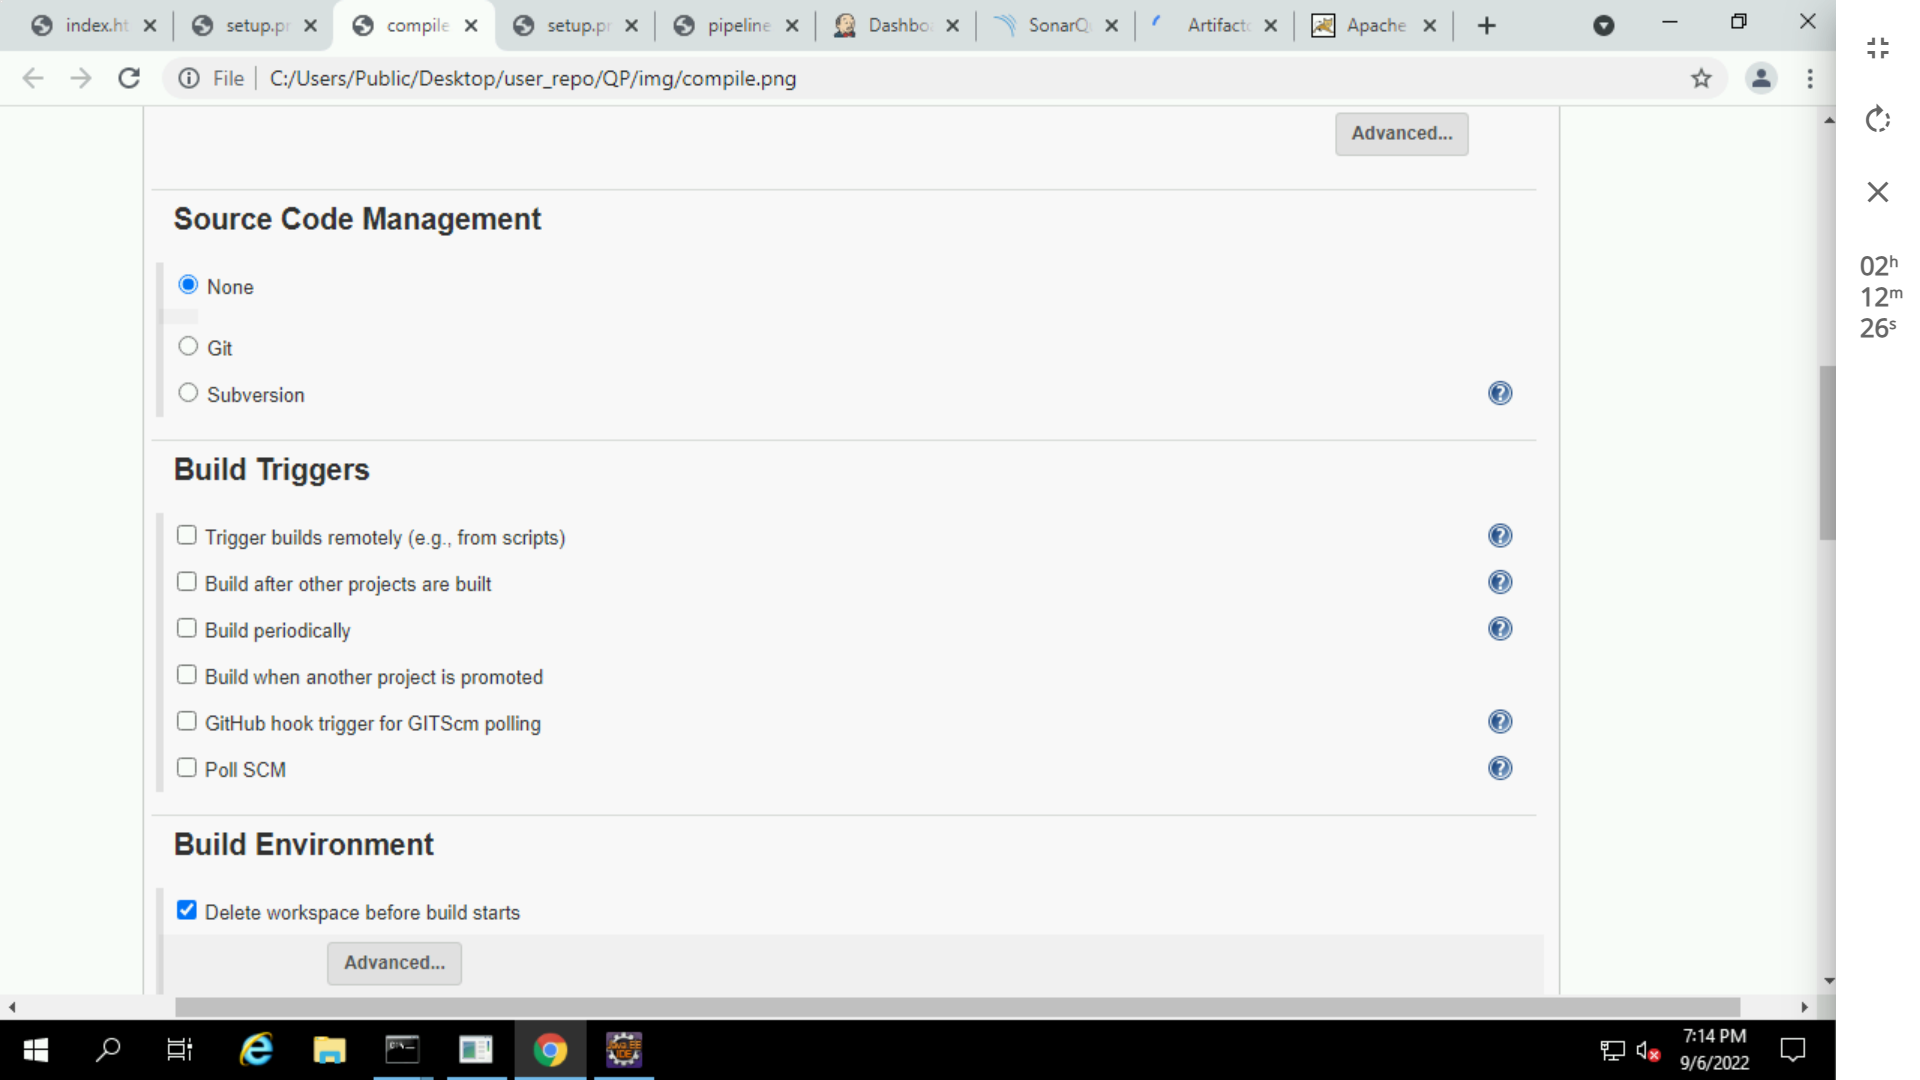 index.ht
setup.pr
compile
setup.pr
pipeline
Dashbo
SonarQ
Artifact
Apache
File
C:/Users/Public/Desktop/user_repo/QP/img/compile.png
Advanced...
Source Code Management
None
Git
Subversion
Build Triggers
Trigger builds remotely (e.g., from scripts)
Build after other projects are built
Build periodically
Build when another project is promoted
GitHub hook trigger for GITScm polling
Poll SCM
Build Environment
Delete workspace before build starts
Advanced...
02h
12m
26s
Java EE
IDE
7:14 PM
9/6/2022